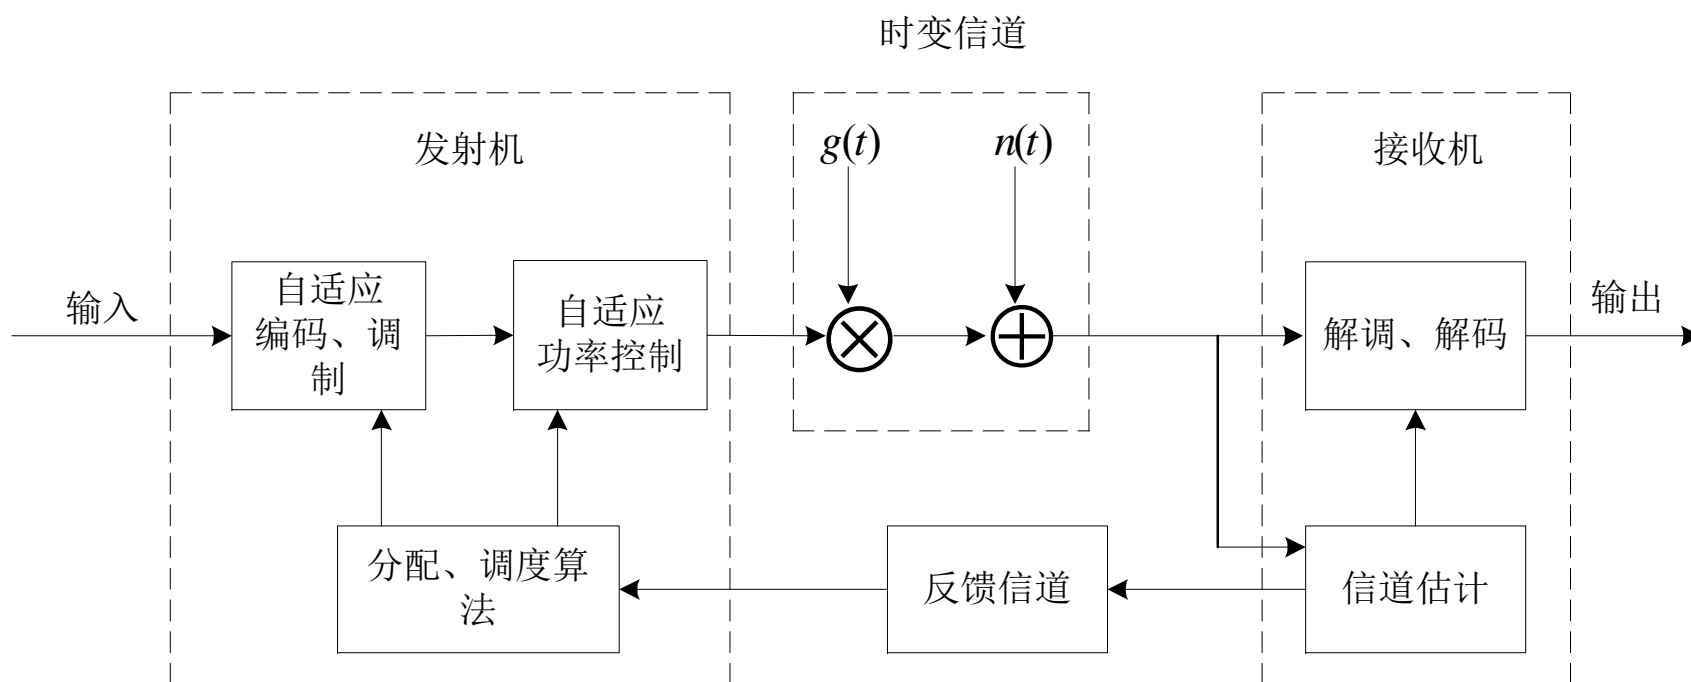 时变信道
发射机
g(t)
n(t)
接收机
输入
自适应
编码、调
制
自适应
功率控制
解调、解码
输出
分配、调度算
法
反馈信道
信道估计